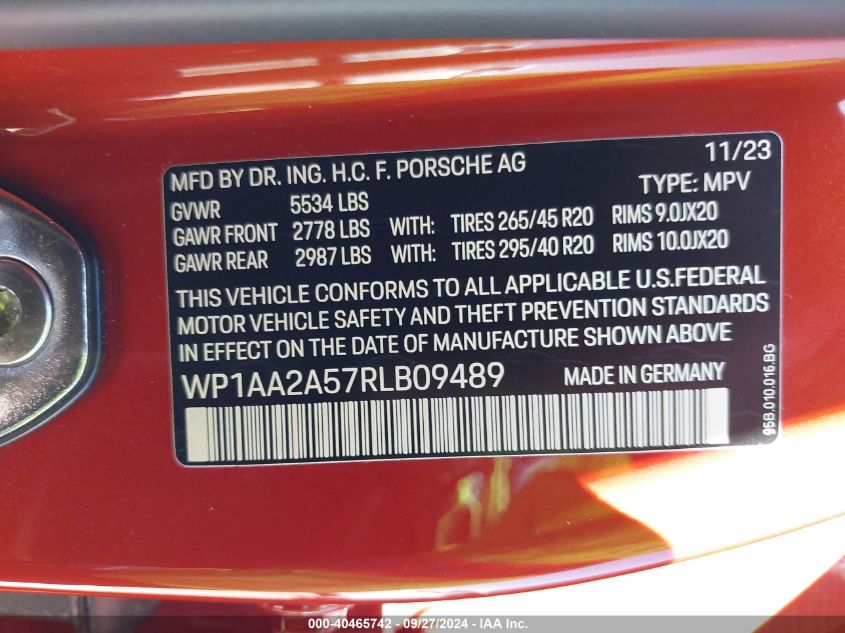 11/23
MFD BY DR. ING. H.C. F. PORSCHE AG
TYPE: MPV
GVWR 5534 LBS
GAWR FRONT 2778 LBS WITH: TIRES 265/45 R20 RIMS 9.0JX20
GAWR REAR 2987 LBS WITH: TIRES 295/40 R20 RIMS 10.0JX20
THIS VEHICLE CONFORMS TO ALL APPLICABLE U.S.FEDERAL
MOTOR VEHICLE SAFETY AND THEFT PREVENTION STANDARDS
IN EFFECT ON THE DATE OF MANUFACTURE SHOWN ABOVE
WP1AA2A57RLB09489 MADE IN GERMANY
95B.010.016.BG
000-40465742 - 09/27/2024 - IAAI.com